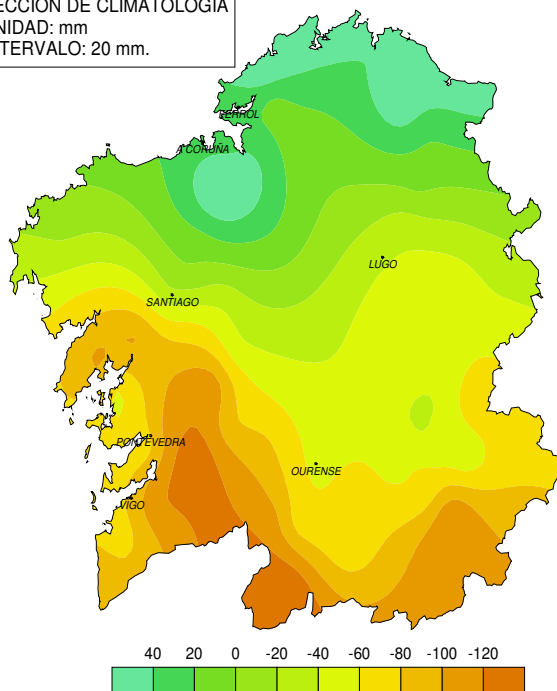 ECCION DE CLIMATOLOGIA
NIDAD: mm
TERVALO: 20 mm.
FERROL
A CORUÑA
LUGO
SANTIAGO
PONTEVEDRA
OURENSE
VIGO
40 20 0 -20 -40 -60 -80 -100 -120